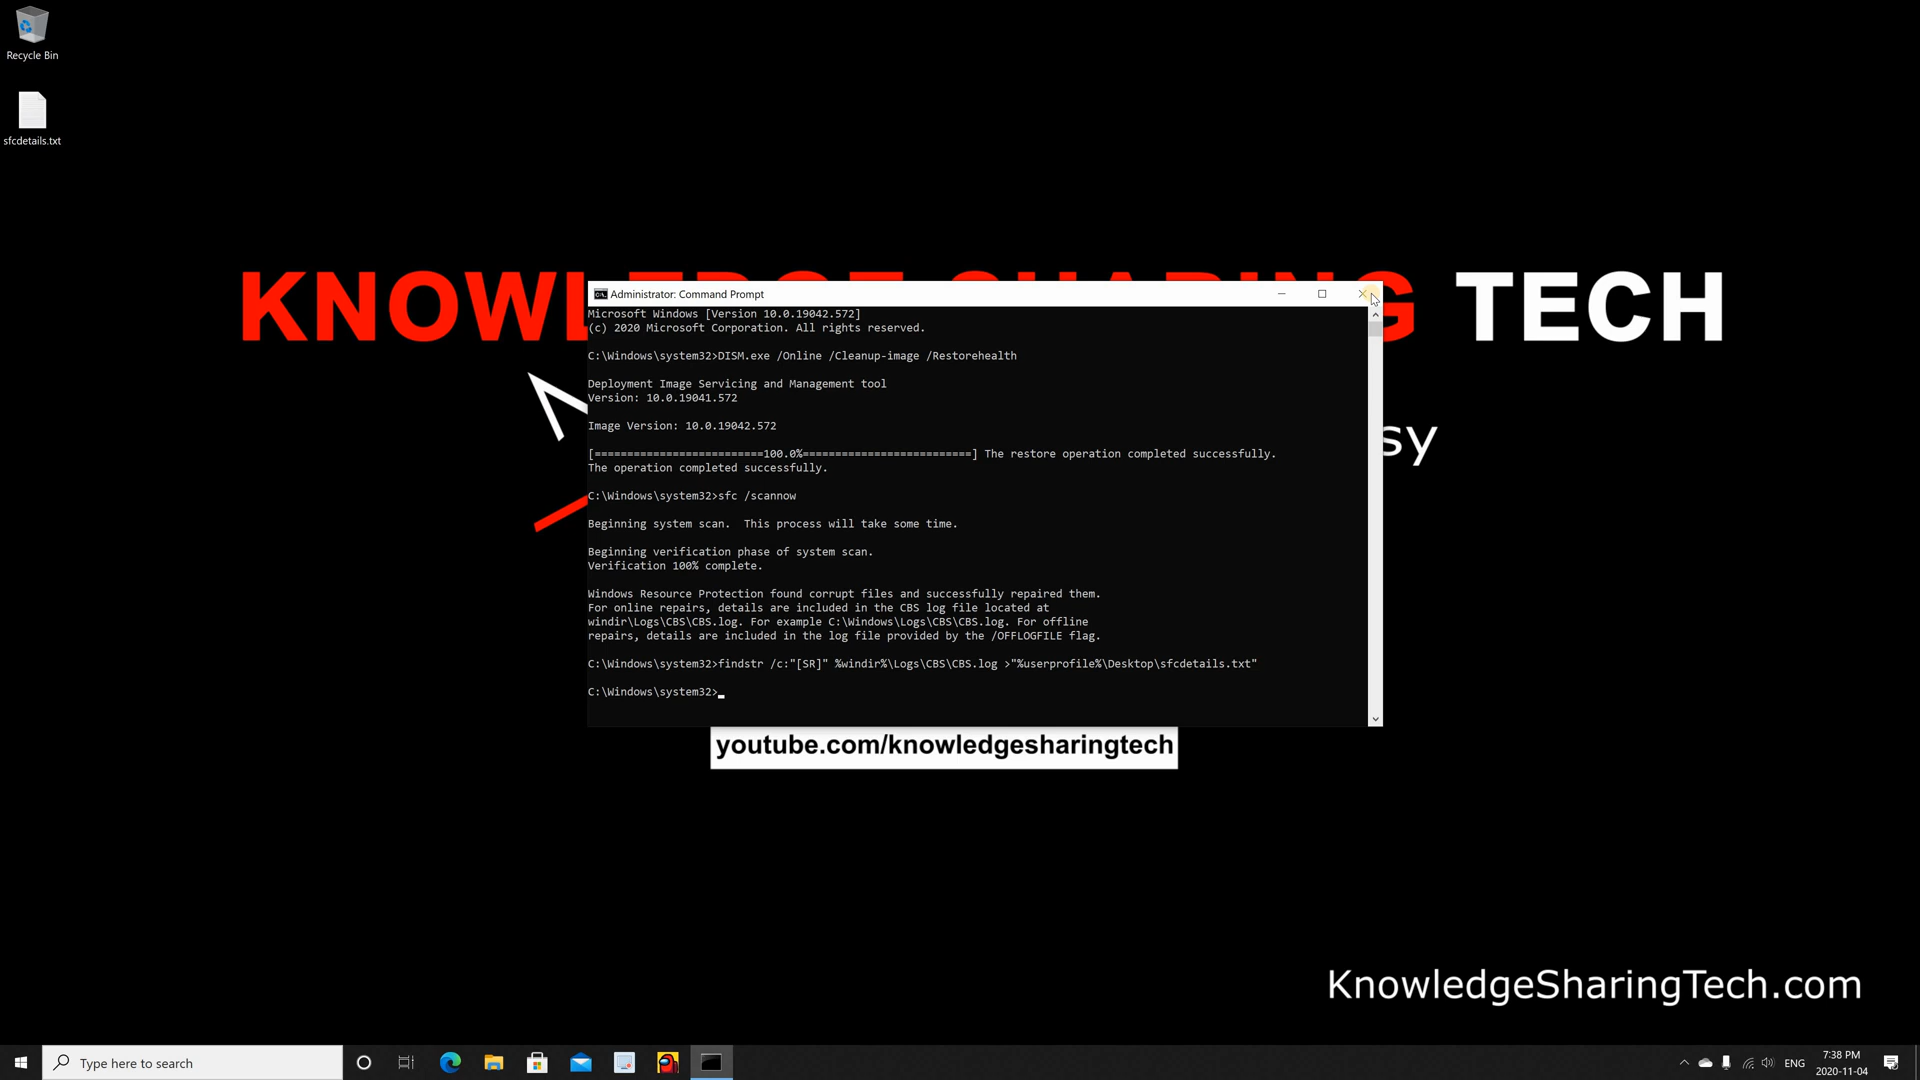 Recycle Bin
sfcdetails.txt
TECH
Administrator: Command Prompt
Microsoft Windows [Version 10.0.19042.572]
(c) 2020 Microsoft Corporation. All rights reserved.
C:\Windows\system32>DISM.exe /Online /Cleanup-image /Restorehealth
Deployment Image Servicing and Management tool
Version: 10.0.19041.572
Image Version: 10.0.19042.572
[==========================100.0%==========================] The restore operation completed successfully.
The operation completed successfully.
C:\Windows\system32>sfc /scannow
Beginning system scan.  This process will take some time.
Beginning verification phase of system scan.
Verification 100% complete.
Windows Resource Protection found corrupt files and successfully repaired them.
For online repairs, details are included in the CBS log file located at
windir\Logs\CBS\CBS.log. For example C:\Windows\Logs\CBS\CBS.log. For offline
repairs, details are included in the log file provided by the /OFFLOGFILE flag.
C:\Windows\system32>findstr /c:"[SR]" %windir%\Logs\CBS\CBS.log >"%userprofile%\Desktop\sfcdetails.txt"
C:\Windows\system32>
youtube.com/knowledgesharingtech
KnowledgeSharingTech.com
Type here to search
ENG
7:38 PM
2020-11-04